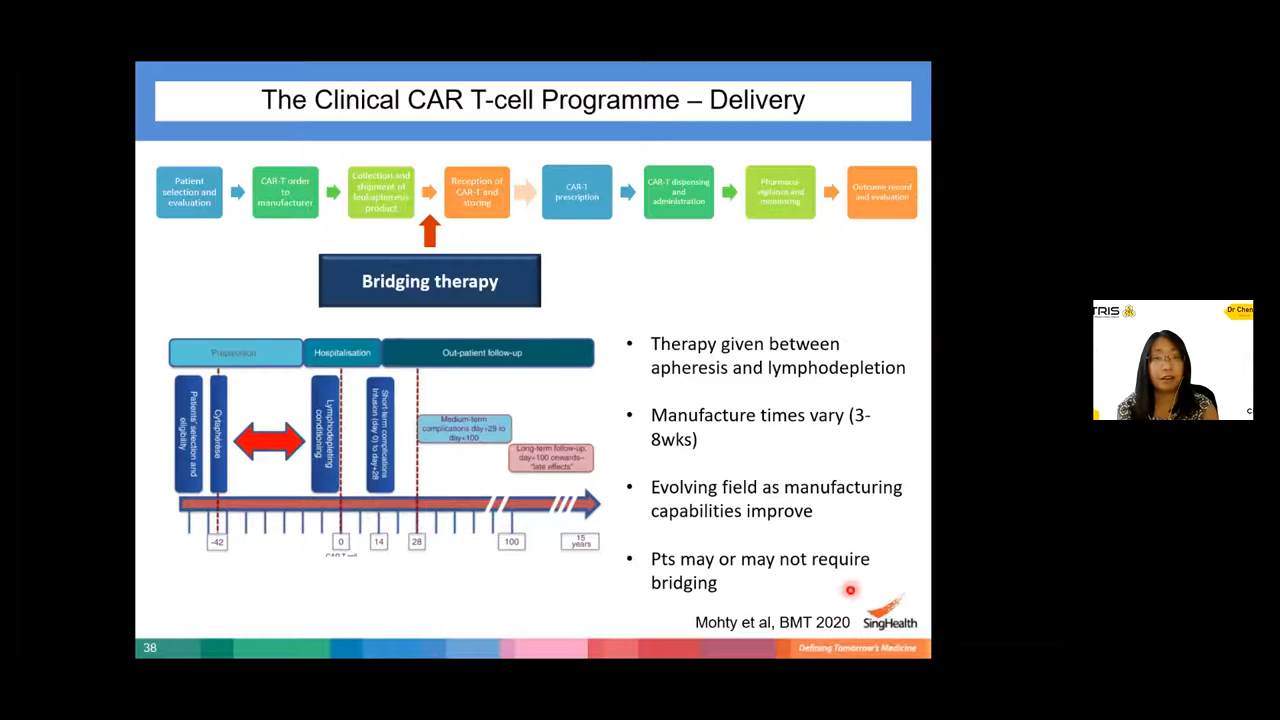 The Clinical CAR T-cell Programme – Delivery
Patient
selection and
evaluation
CAR-T order
to
manufacturer
Collection and
shipment of
leukapheresis
product
Reception of
CAR-T and
storing
CAR-T
prescription
CAR-T dispensing
and
administration
Pharmaco-
vigilance and
monitoring
Outcome record
and evaluation
Bridging therapy
Preparation
Hospitalisation
Out-patient follow-up
Patients' selection and
eligibility
Cytapherèse
Lymphodepleting
conditioning
Short-term complications
Infusion (day 0) to day+28
Medium-term
complications day+29 to
day+100
Long-term follow-up,
day+100 onwards–
"late effects"
-42
0
14
28
100
15
years
CAR T-cell
• Therapy given between
apheresis and lymphodepletion
• Manufacture times vary (3-
8wks)
• Evolving field as manufacturing
capabilities improve
• Pts may or may not require
bridging
Mohty et al, BMT 2020
SingHealth
38
Defining Tomorrow's Medicine
TRIS
Dr Chen